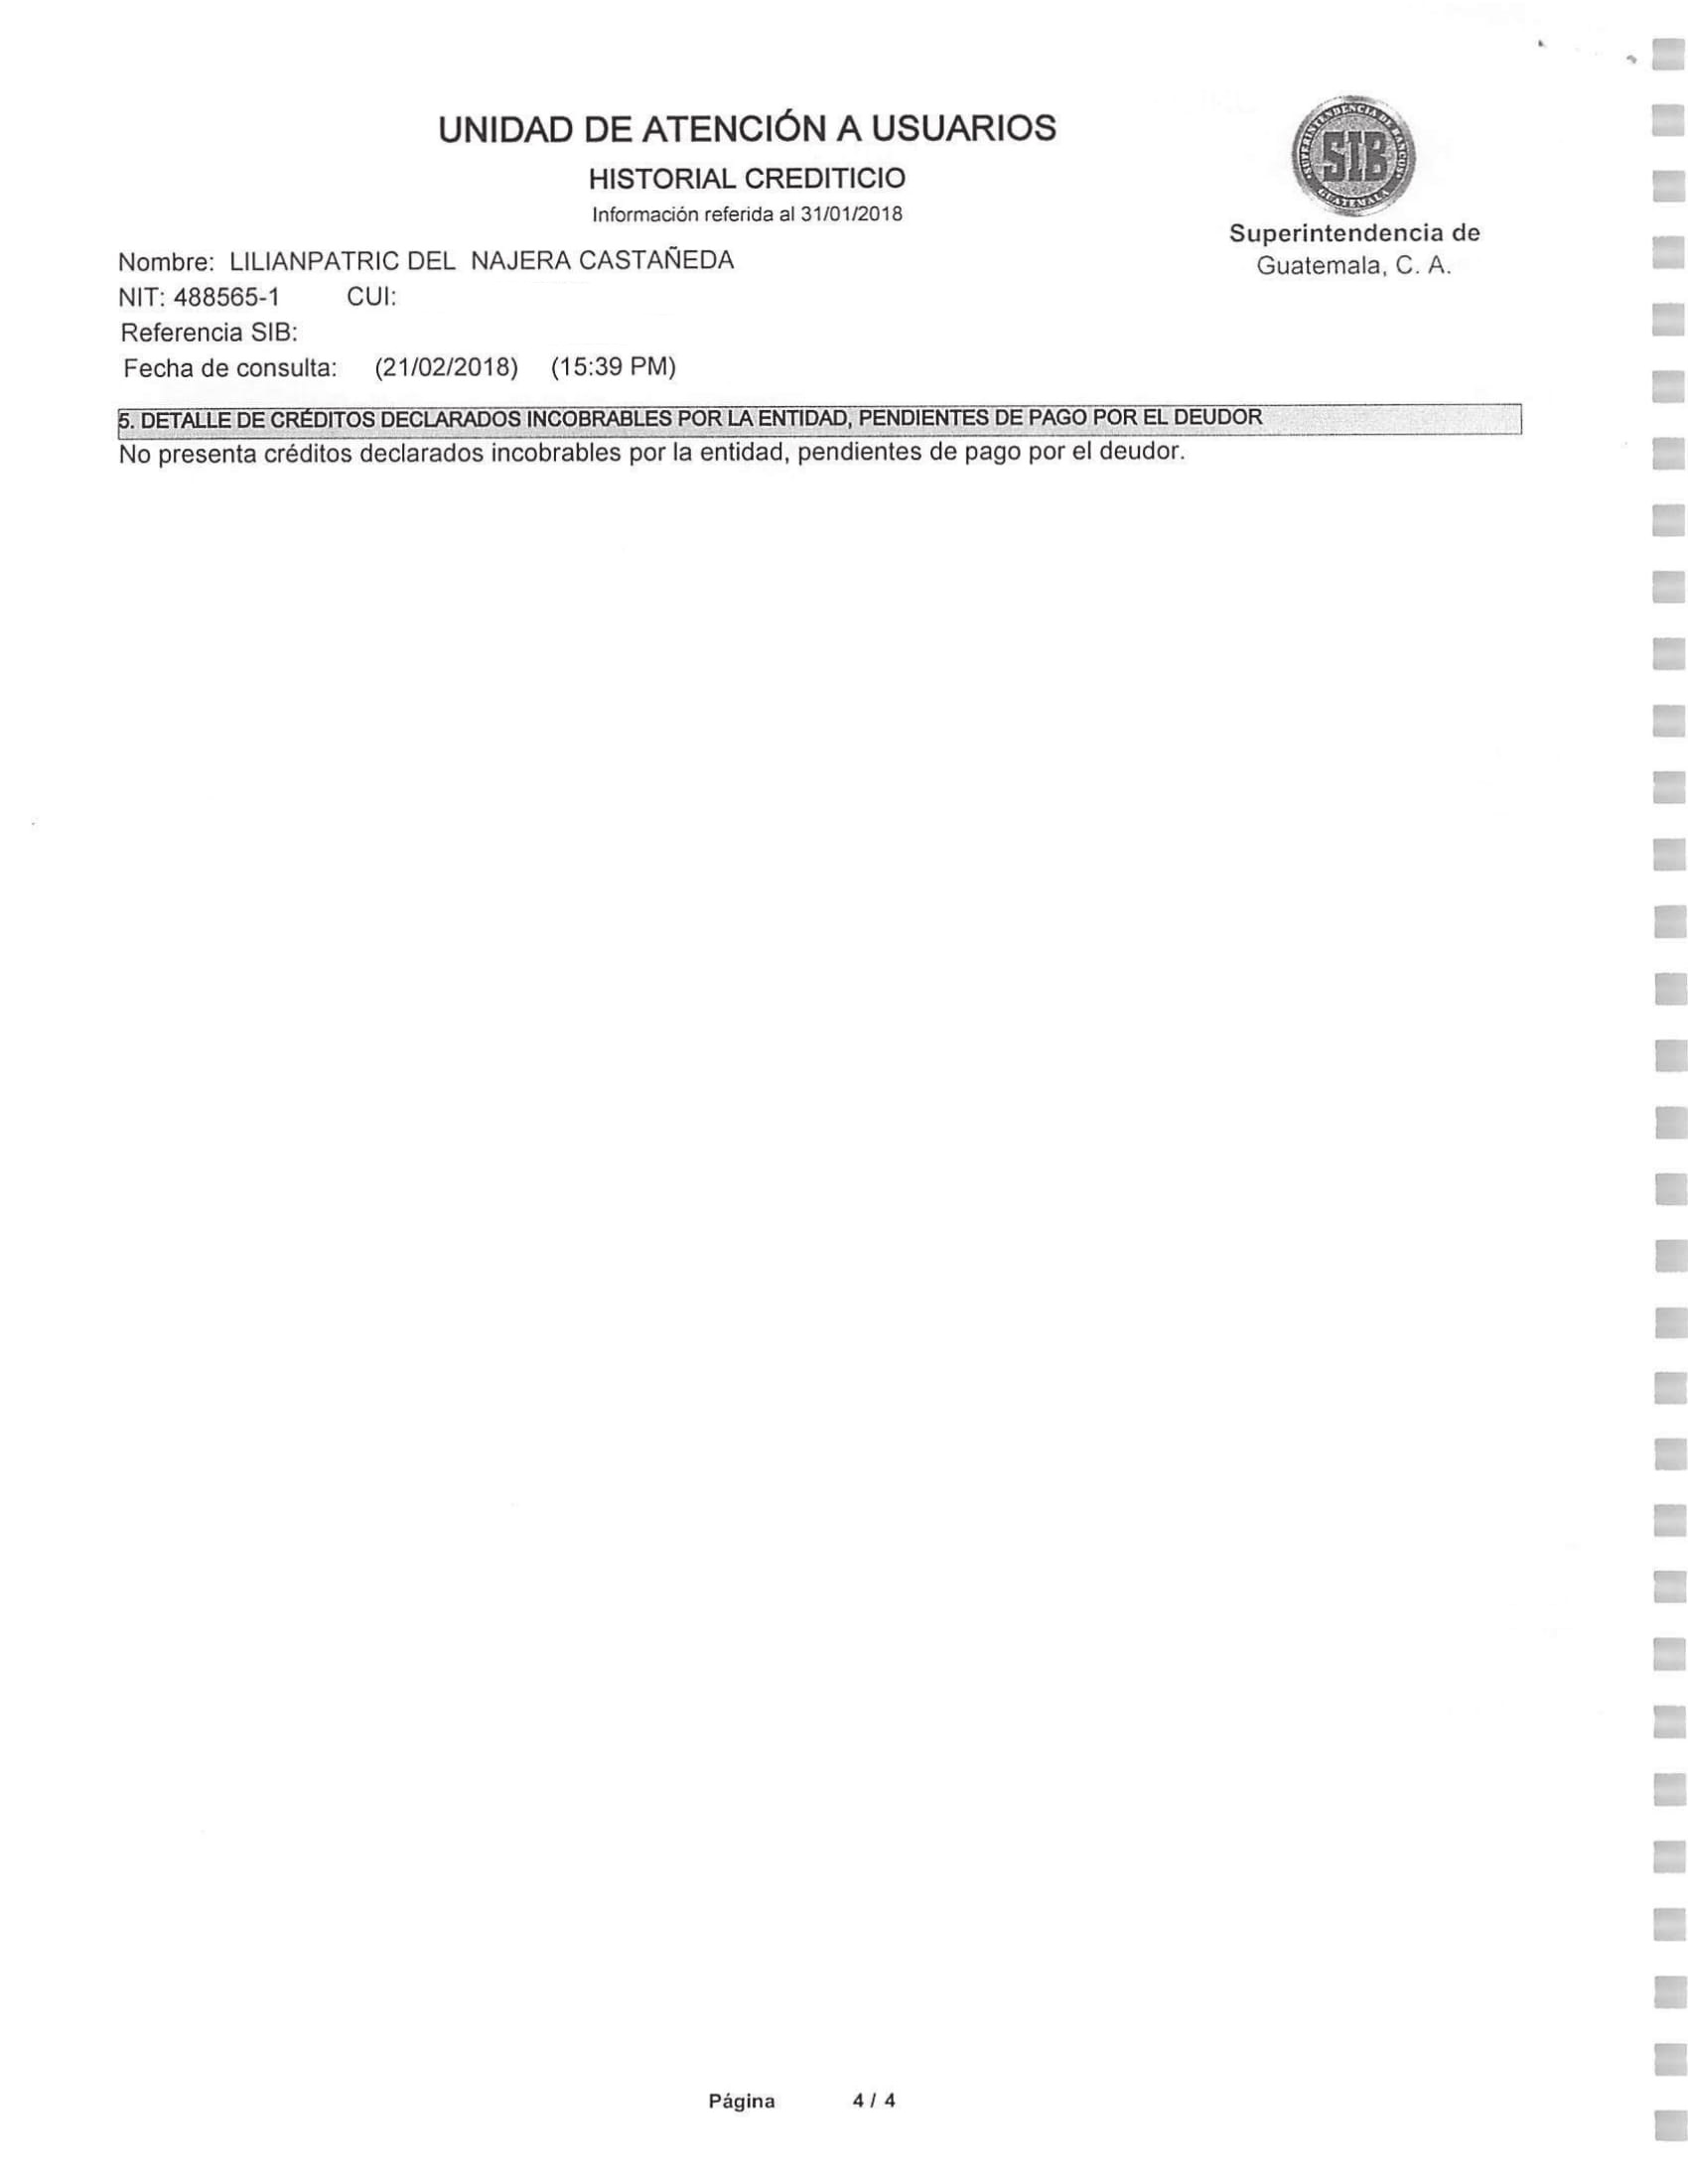 UNIDAD DE ATENCIÓN A USUARIOS
HISTORIAL CREDITICIO
Información referida al 31/01/2018
SUPERINTENDENCIA DE BANCOS
SIB
GUATEMALA
Superintendencia de
Guatemala, C. A.
Nombre: LILIANPATRIC DEL NAJERA CASTAÑEDA
NIT: 488565-1 CUI:
Referencia SIB:
Fecha de consulta: (21/02/2018) (15:39 PM)
5. DETALLE DE CRÉDITOS DECLARADOS INCOBRABLES POR LA ENTIDAD, PENDIENTES DE PAGO POR EL DEUDOR
No presenta créditos declarados incobrables por la entidad, pendientes de pago por el deudor.
Página 4 / 4